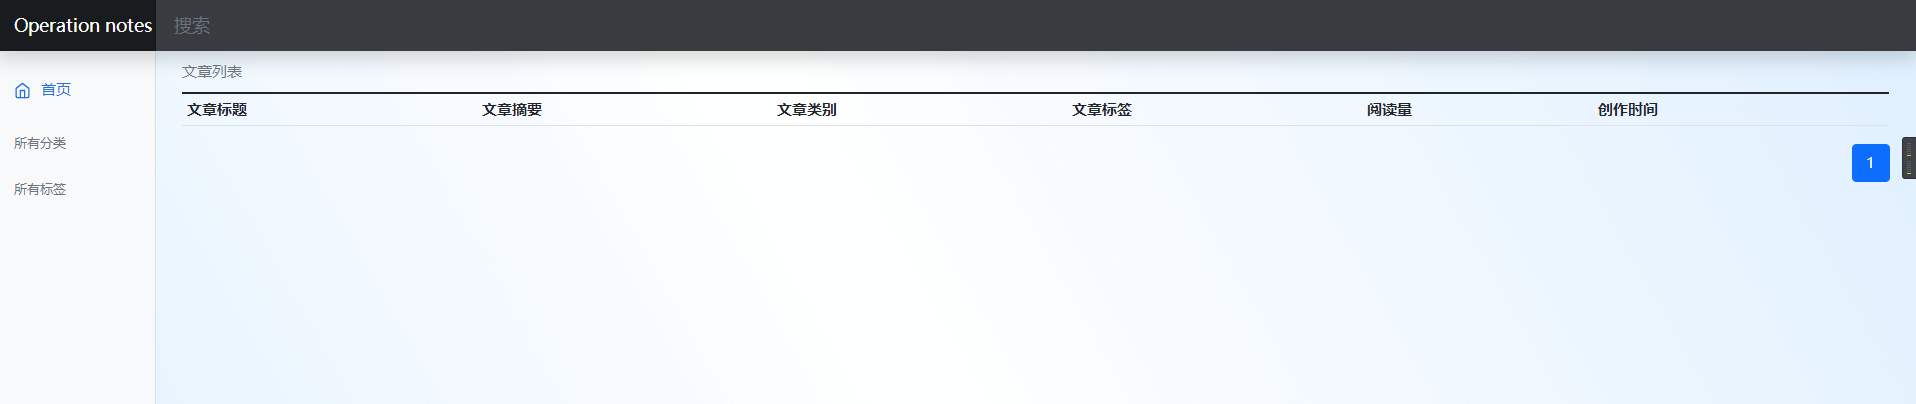 Operation notes 搜索
首页
所有分类
所有标签
文章列表
文章标题 文章摘要 文章类别 文章标签 阅读量 创作时间
1